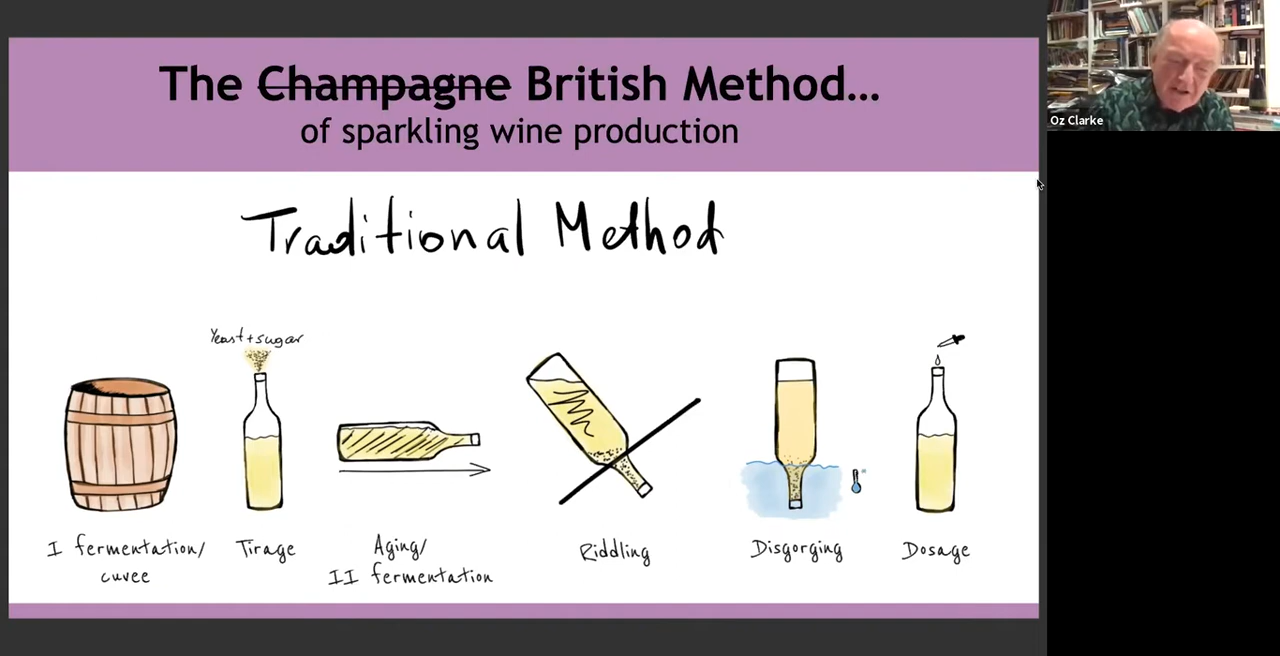 The Champagne British Method...
of sparkling wine production
Oz Clarke
Traditional Method
Yeast+sugar
I fermentation/
cuvee
Tirage
Aging/
II fermentation
Riddling
Disgorging
Dosage